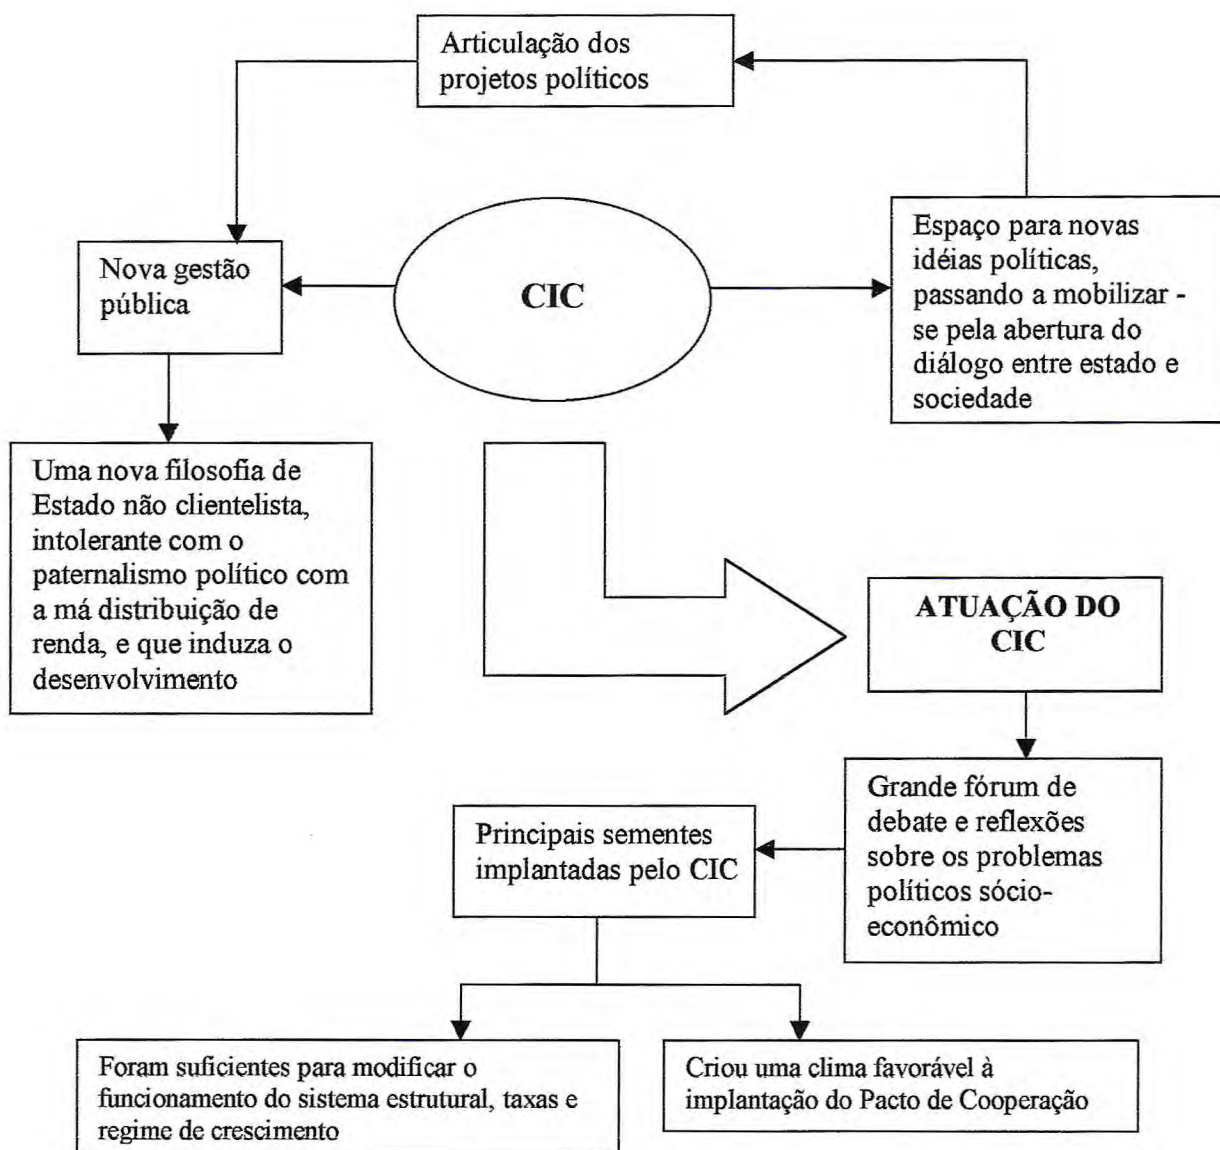 Articulação dos
projetos políticos
Nova gestão
pública
CIC
Espaço para novas
idéias políticas,
passando a mobilizar -
se pela abertura do
diálogo entre estado e
sociedade
Uma nova filosofia de
Estado não clientelista,
intolerante com o
paternalismo político com
a má distribuição de
renda, e que induza o
desenvolvimento
ATUAÇÃO DO
CIC
Grande fórum de
debate e reflexões
sobre os problemas
políticos sócio-
econômico
Principais sementes
implantadas pelo CIC
Foram suficientes para modificar o
funcionamento do sistema estrutural, taxas e
regime de crescimento
Criou uma clima favorável à
implantação do Pacto de Cooperação